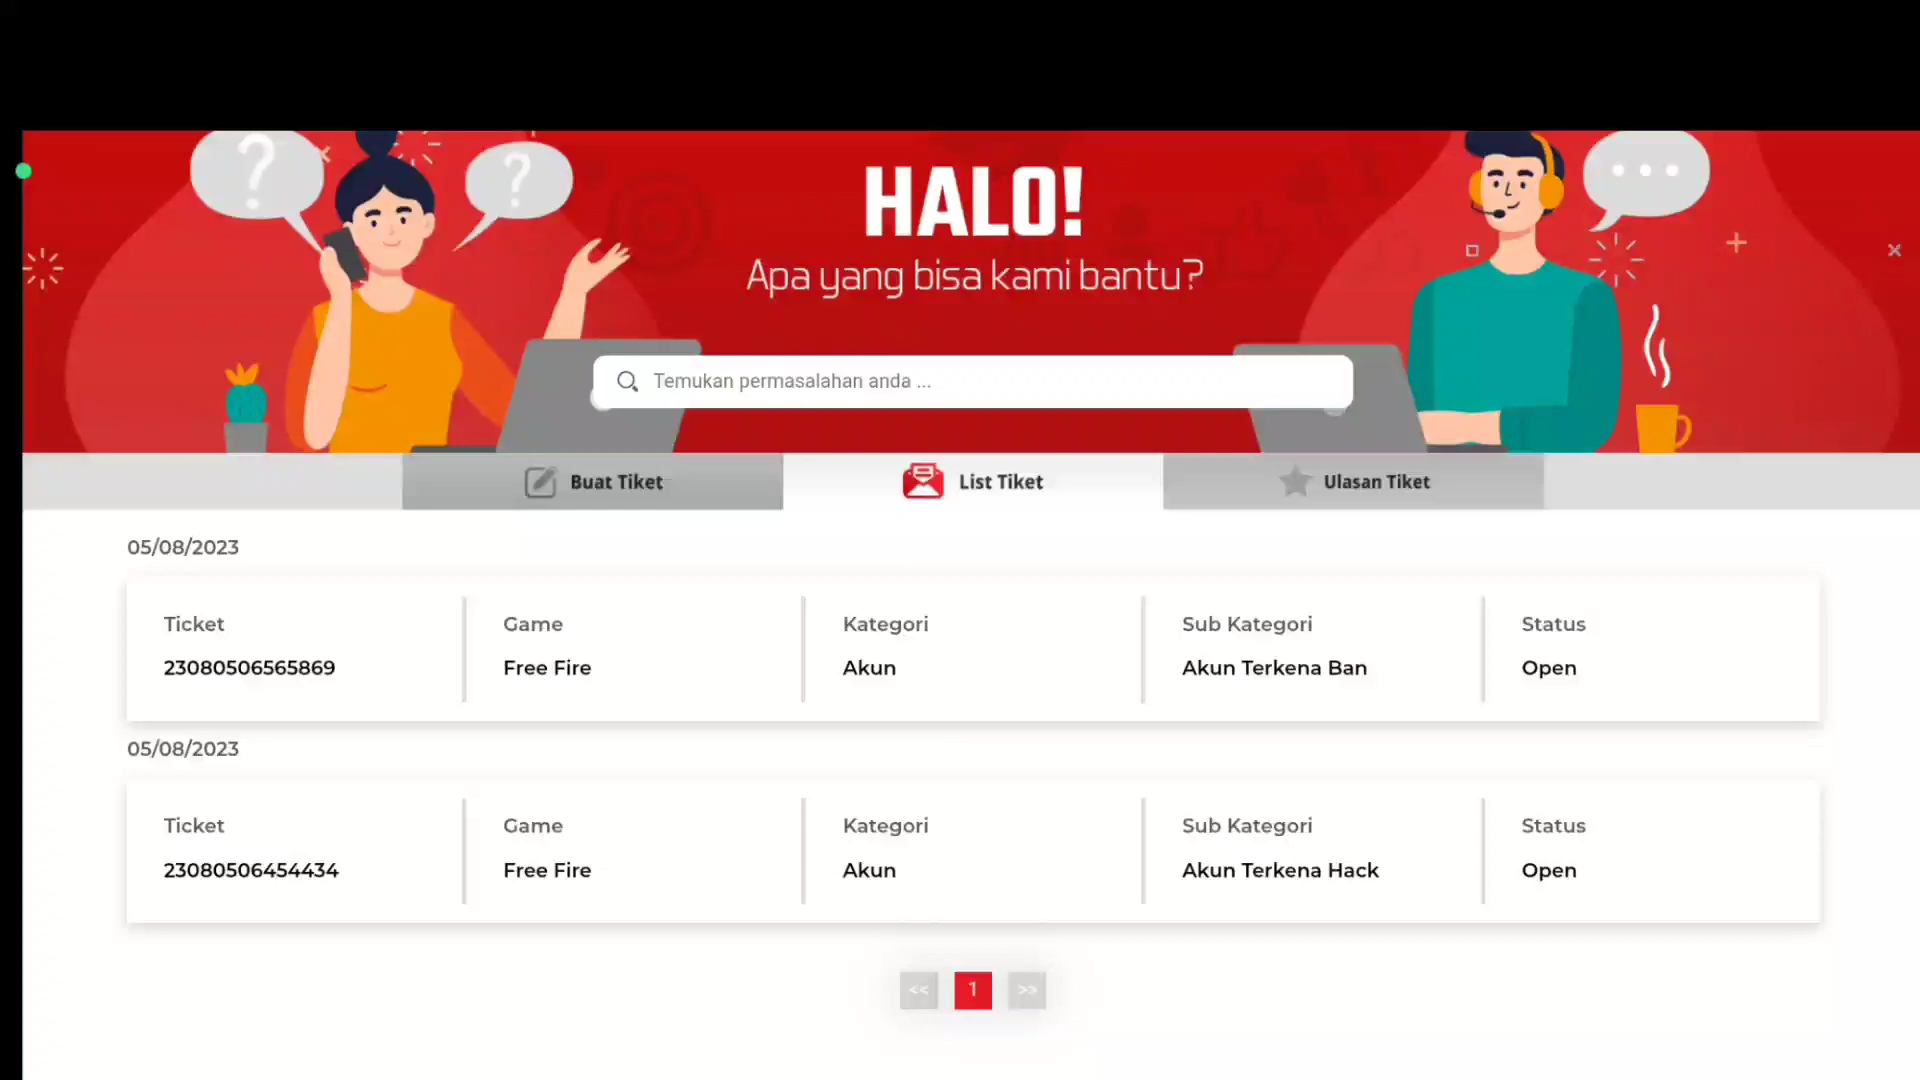 ? ?
HALO!
Apa yang bisa kami bantu?
Temukan permasalahan anda ...
Buat Tiket List Tiket Ulasan Tiket
05/08/2023
Ticket Game Kategori Sub Kategori Status
23080506565869 Free Fire Akun Akun Terkena Ban Open
05/08/2023
Ticket Game Kategori Sub Kategori Status
23080506454434 Free Fire Akun Akun Terkena Hack Open
<< 1 >>